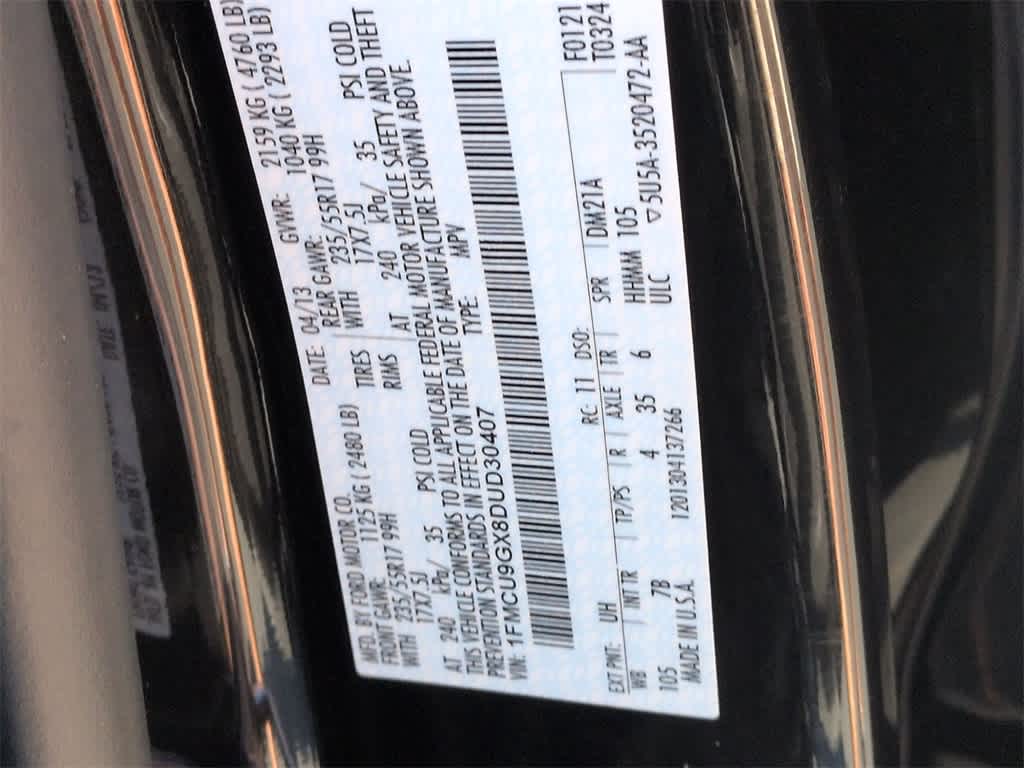 MFD. BY FORD MOTOR CO.
DATE: 04/13 GVWR: 2159 KG ( 4760 LB)
FRONT GAWR: 1125 KG ( 2480 LB) REAR GAWR: 1040 KG ( 2293 LB)
WITH 235/55R17 99H TIRES WITH 235/55R17 99H
17X7.5J RIMS 17X7.5J
AT 240 kPa/ 35 PSI COLD AT 240 kPa/ 35 PSI COLD
THIS VEHICLE CONFORMS TO ALL APPLICABLE FEDERAL MOTOR VEHICLE SAFETY AND THEFT
PREVENTION STANDARDS IN EFFECT ON THE DATE OF MANUFACTURE SHOWN ABOVE.
VIN: 1FMCU9GX8DUD30407 TYPE: MPV
F0121
T0324
EXT PNT: UH RC: 11 DSO:
WB | INT TR | TP/PS | R | AXLE | TR | SPR | DM21A
105 7B 4 35 6 HHMM 105
MADE IN U.S.A. 120130413 7266 ULC ▽5U5A-3520472-AA